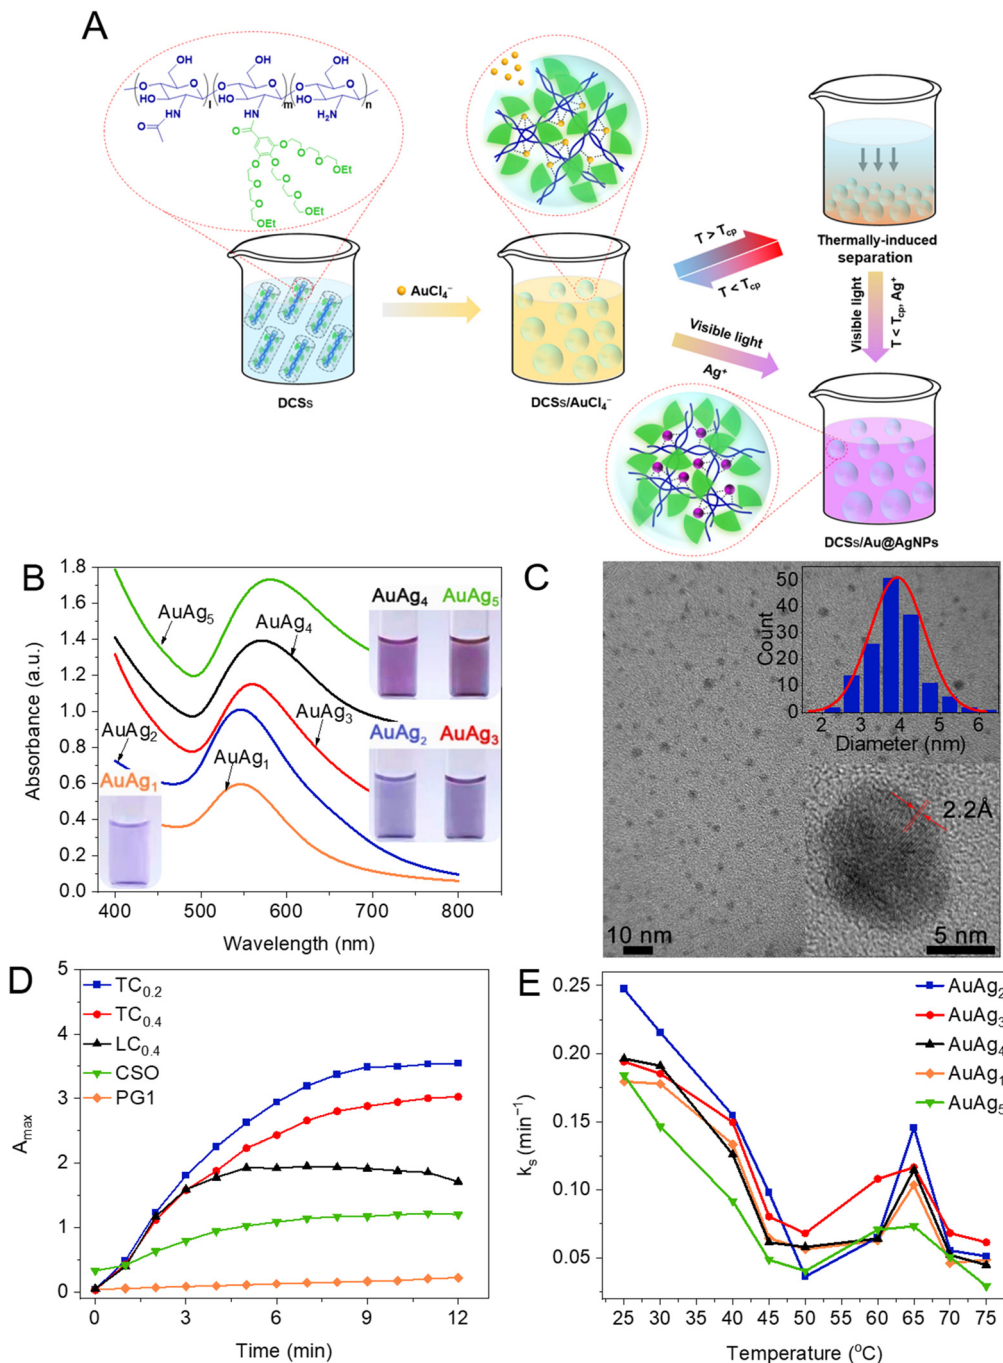 A
OH
OH
OH
O
O
O
O
HO
HO
HO
l
m
n
HN
HN
H₂N
O
O
OEt
OEt
OEt
AuCl₄⁻
DCSs
DCSs/AuCl₄⁻
T > Tcp
T < Tcp
Thermally-induced
separation
Visible light
T < Tcp, Ag⁺
Visible light
Ag⁺
DCSs/Au@AgNPs
B
Absorbance (a.u.)
1.8
1.6
1.4
1.2
1.0
0.8
0.6
0.4
0.2
0.0
400
500
600
700
800
Wavelength (nm)
AuAg₅
AuAg₄
AuAg₃
AuAg₂
AuAg₁
AuAg₄
AuAg₅
AuAg₂
AuAg₃
AuAg₁
C
Count
50
40
30
20
10
0
2
3
4
5
6
Diameter (nm)
2.2Å
10 nm
5 nm
D
Amax
5
4
3
2
1
0
TC₀.₂
TC₀.₄
LC₀.₄
CSO
PG1
0
3
6
9
12
Time (min)
E
kₛ (min⁻¹)
0.25
0.20
0.15
0.10
0.05
AuAg₂
AuAg₃
AuAg₄
AuAg₁
AuAg₅
25
30
35
40
45
50
55
60
65
70
75
Temperature (°C)